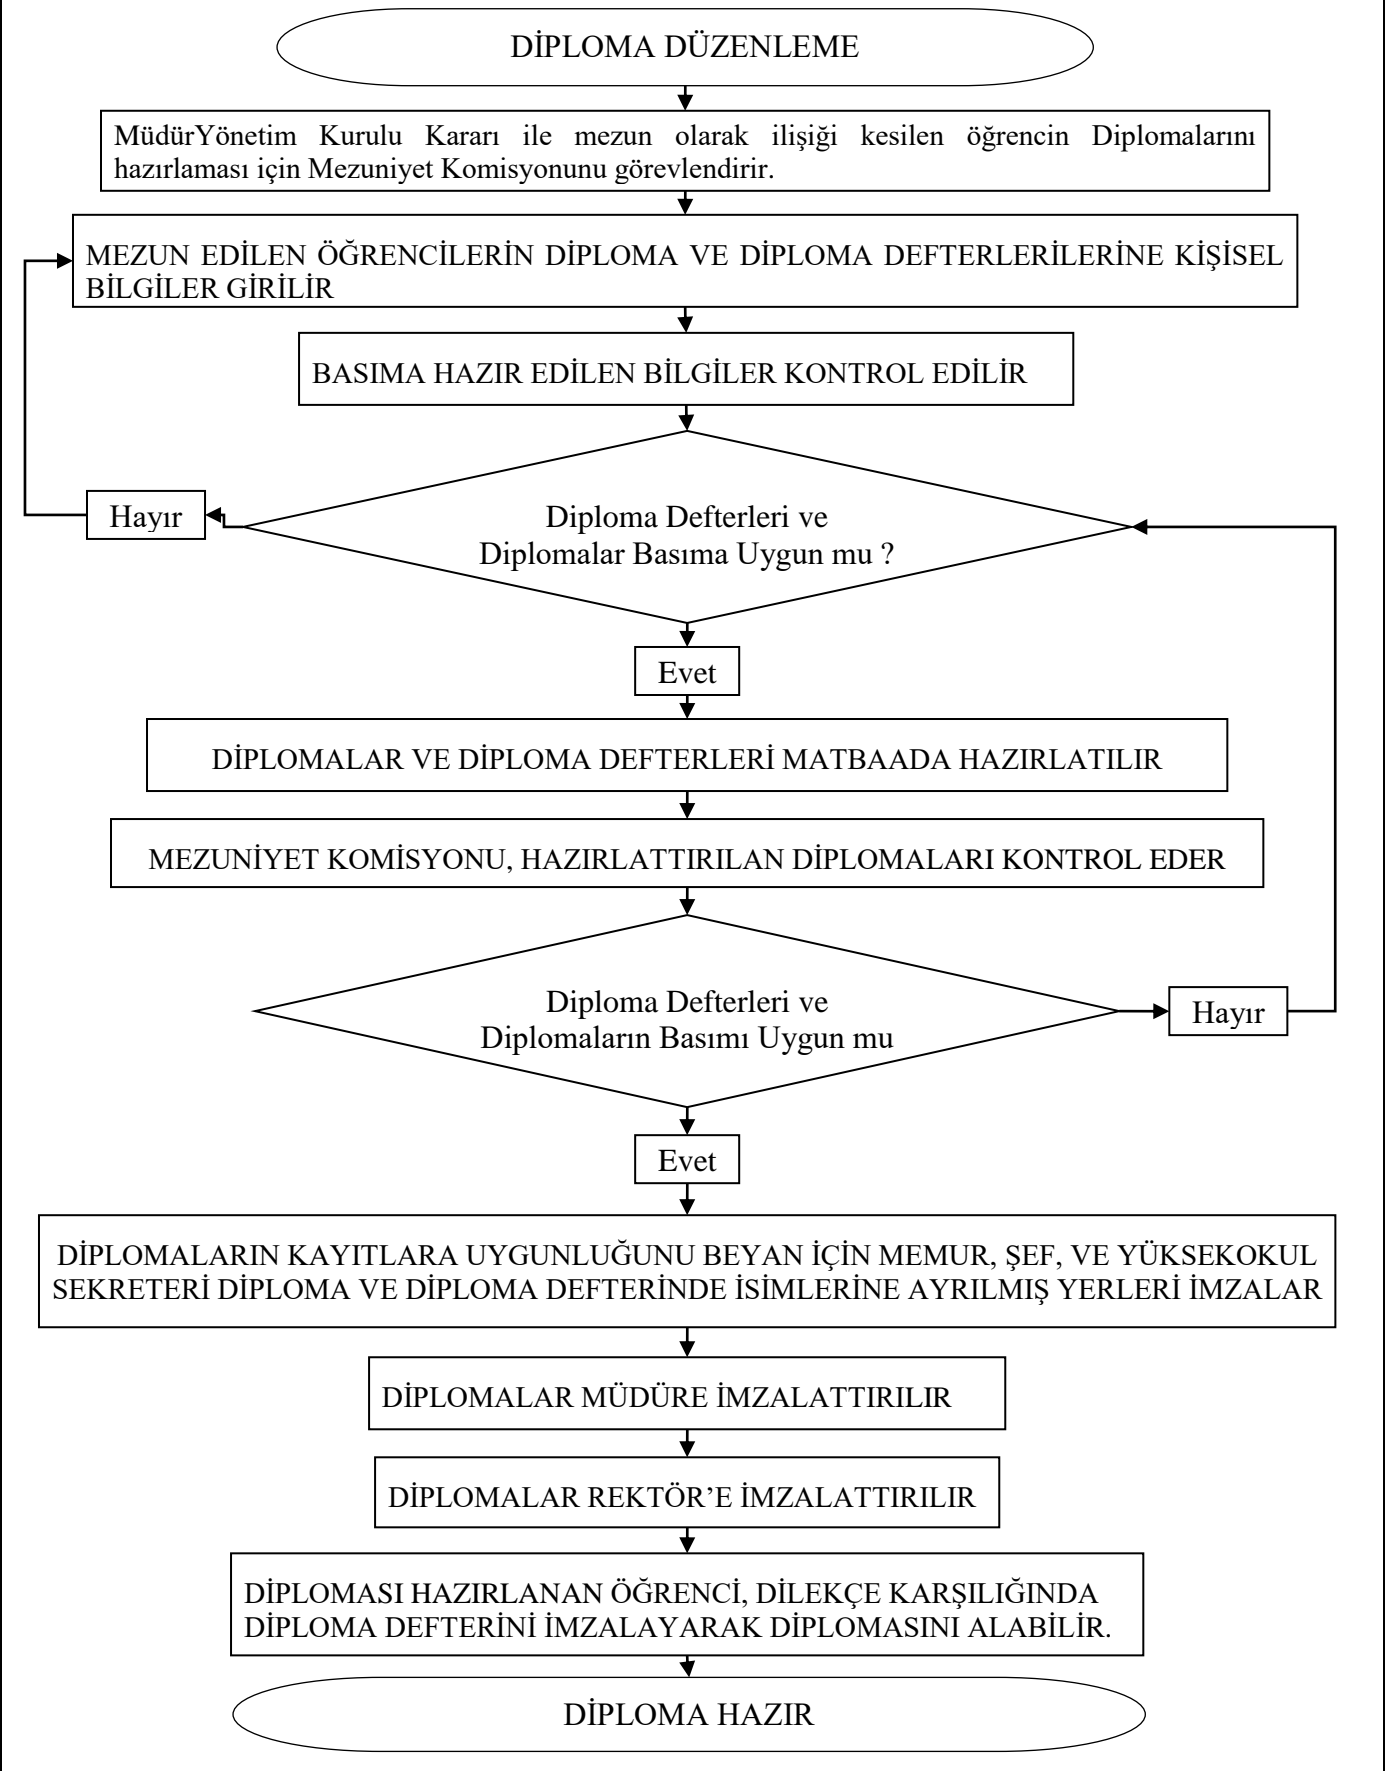 DİPLOMA DÜZENLEME
MüdürYönetim Kurulu Kararı ile mezun olarak ilişiği kesilen öğrencin Diplomalarını
hazırlaması için Mezuniyet Komisyonunu görevlendirir.
MEZUN EDİLEN ÖĞRENCİLERİN DİPLOMA VE DİPLOMA DEFTERLERİLERİNE KİŞİSEL
BİLGİLER GİRİLİR
BASIMA HAZIR EDİLEN BİLGİLER KONTROL EDİLİR
Hayır
Diploma Defterleri ve
Diplomalar Basıma Uygun mu ?
Evet
DİPLOMALAR VE DİPLOMA DEFTERLERİ MATBAADA HAZIRLATILIR
MEZUNİYET KOMİSYONU, HAZIRLATTIRILAN DİPLOMALARI KONTROL EDER
Diploma Defterleri ve
Diplomaların Basımı Uygun mu
Hayır
Evet
DİPLOMALARIN KAYITLARA UYGUNLUĞUNU BEYAN İÇİN MEMUR, ŞEF, VE YÜKSEKOKUL
SEKRETERİ DİPLOMA VE DİPLOMA DEFTERİNDE İSİMLERİNE AYRILMIŞ YERLERİ İMZALAR
DİPLOMALAR MÜDÜRE İMZALATTIRILIR
DİPLOMALAR REKTÖR’E İMZALATTIRILIR
DİPLOMASI HAZIRLANAN ÖĞRENCİ, DİLEKÇE KARŞILIĞINDA
DİPLOMA DEFTERİNİ İMZALAYARAK DİPLOMASINI ALABİLİR.
DİPLOMA HAZIR